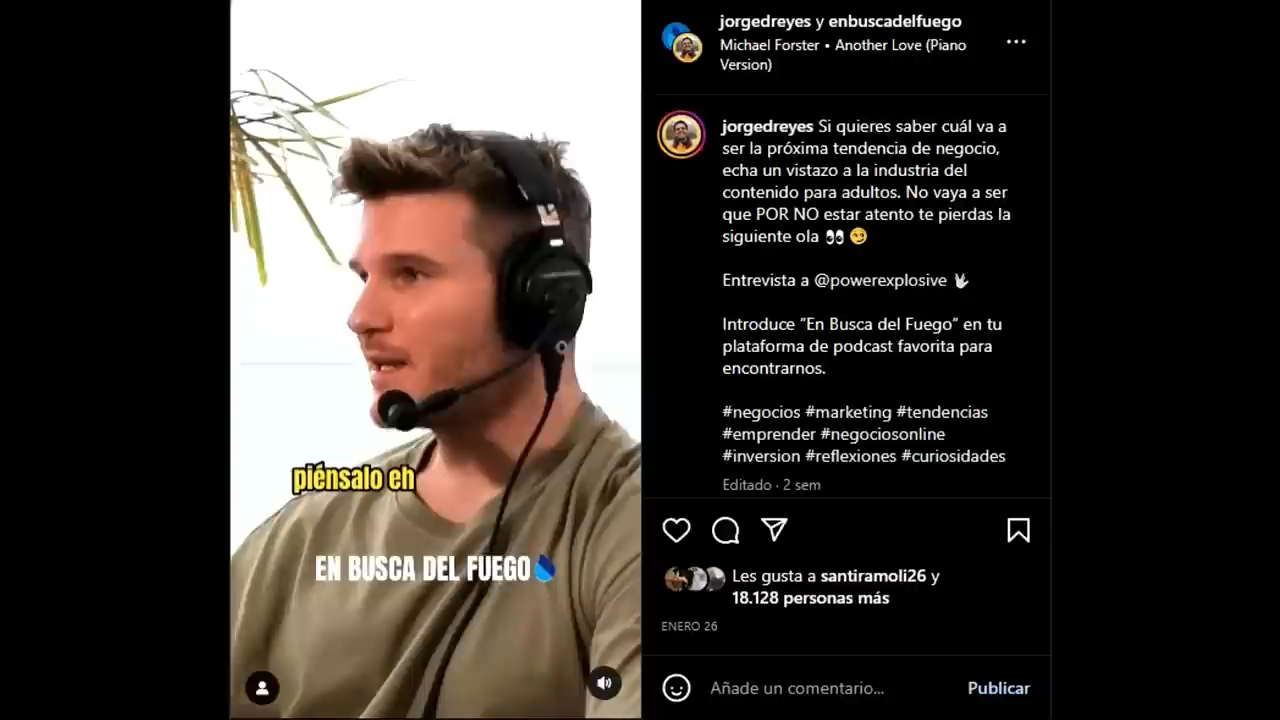 piénsalo eh
EN BUSCA DEL FUEGO
jorgedreyes y enbuscadelfuego
Michael Forster • Another Love (Piano
Version)
jorgedreyes Si quieres saber cuál va a
ser la próxima tendencia de negocio,
echa un vistazo a la industria del
contenido para adultos. No vaya a ser
que POR NO estar atento te pierdas la
siguiente ola 👀 😏
Entrevista a @powerexplosive 🖖
Introduce “En Busca del Fuego” en tu
plataforma de podcast favorita para
encontrarnos.
#negocios #marketing #tendencias
#emprender #negociosonline
#inversion #reflexiones #curiosidades
Editado · 2 sem
Les gusta a santiramoli26 y
18.128 personas más
ENERO 26
Añade un comentario...
Publicar